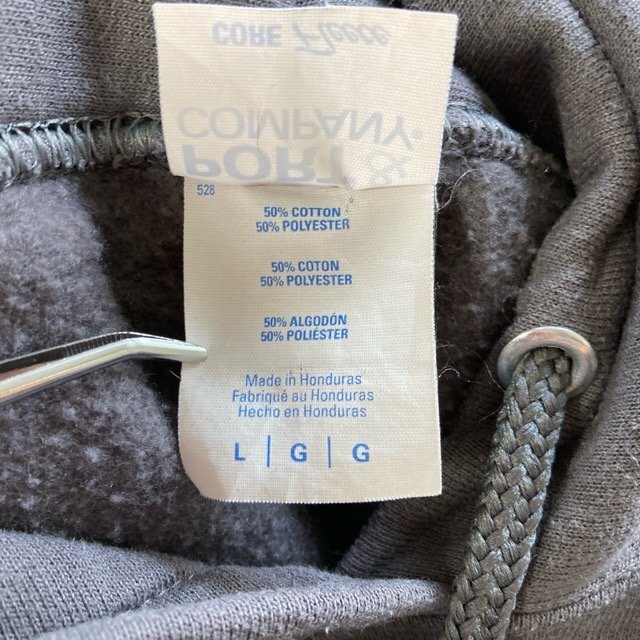 CORE Fleece
COMPANY®
PORT &
528
50% COTTON
50% POLYESTER
50% COTON
50% POLYESTER
50% ALGODÓN
50% POLIÉSTER
Made in Honduras
Fabriqué au Honduras
Hecho en Honduras
L | G | G